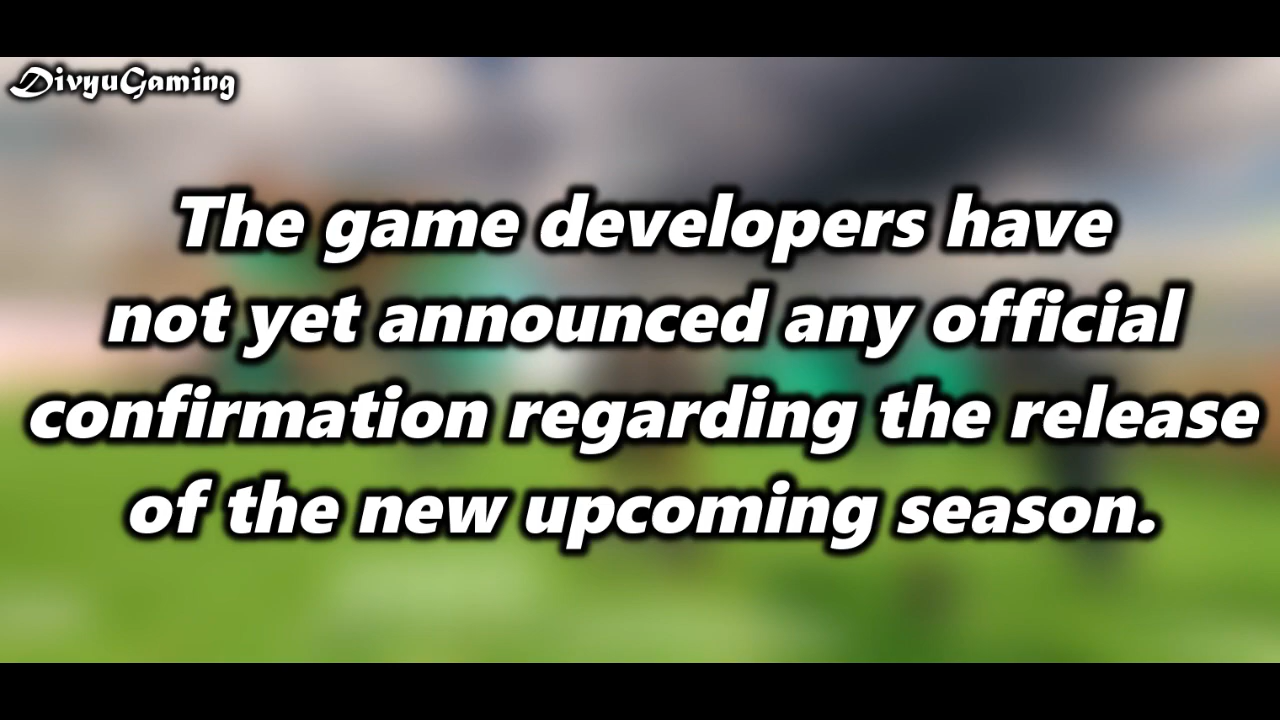 DivyuGaming
The game developers have
not yet announced any official
confirmation regarding the release
of the new upcoming season.